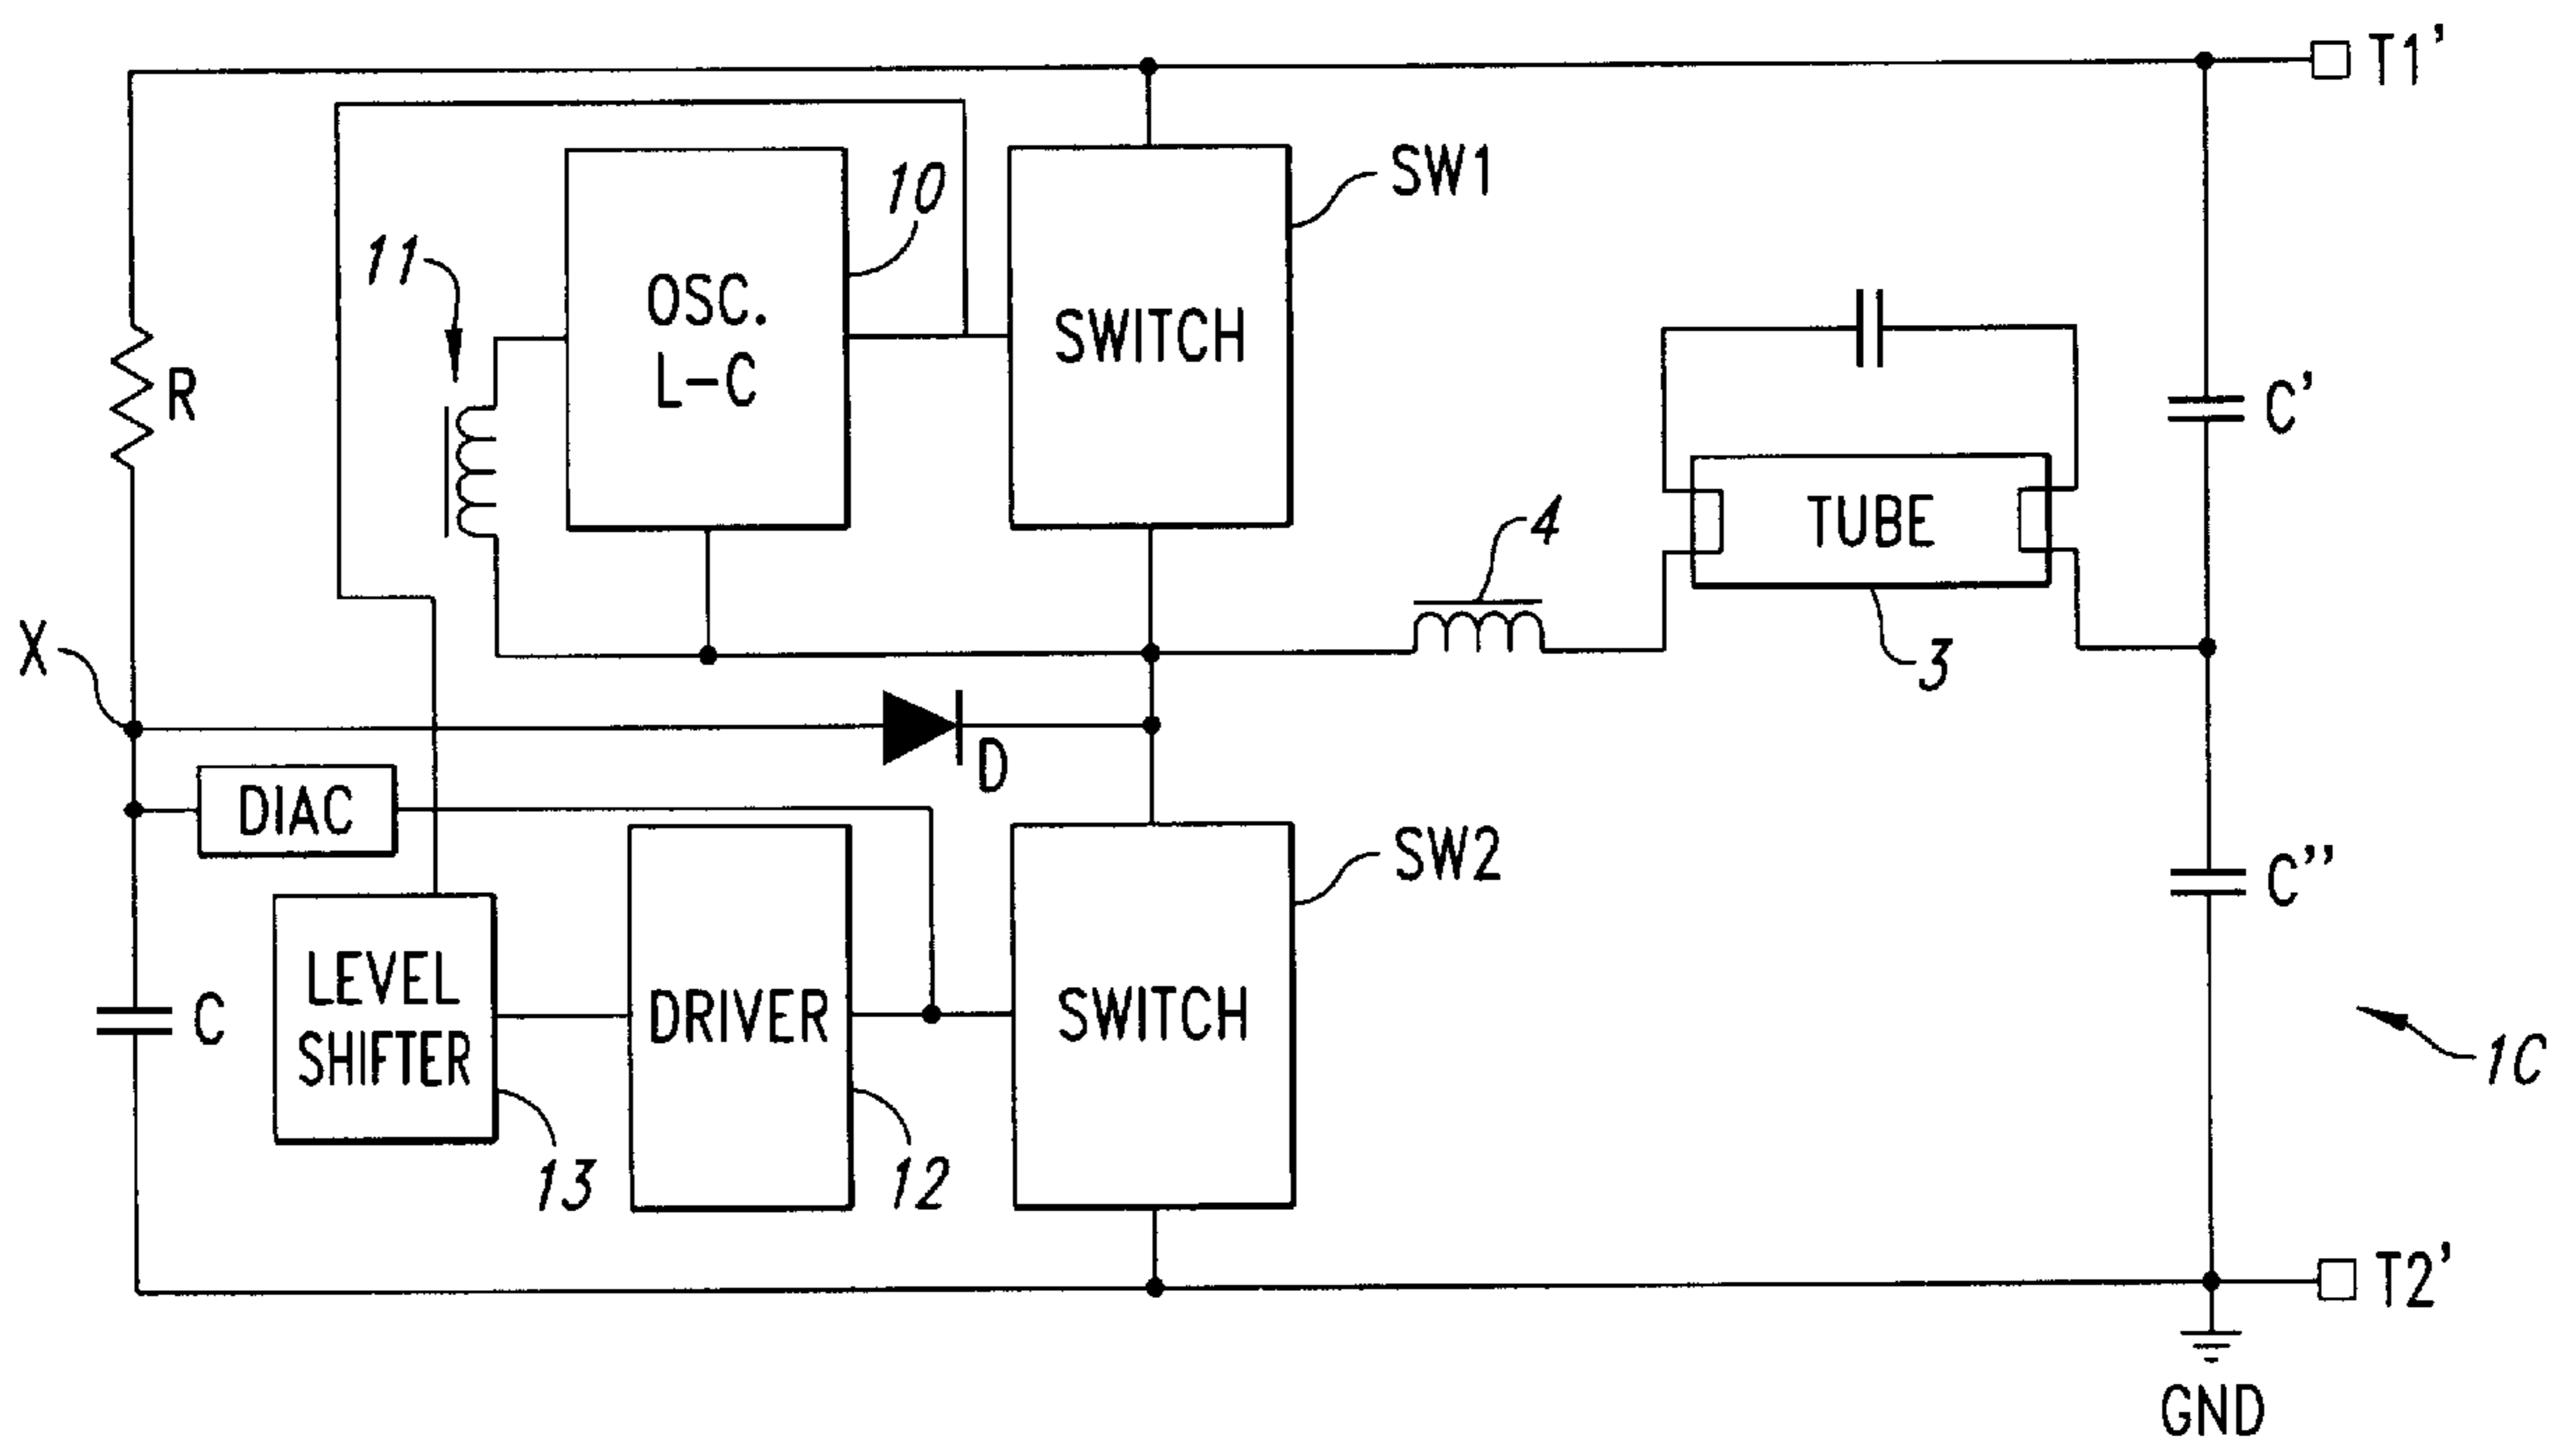 T1'
SW1
10
11
OSC.
L-C
SWITCH
R
C'
4
TUBE
3
X
D
DIAC
SW2
C''
LEVEL
SHIFTER
DRIVER
SWITCH
C
13
12
1C
T2'
GND